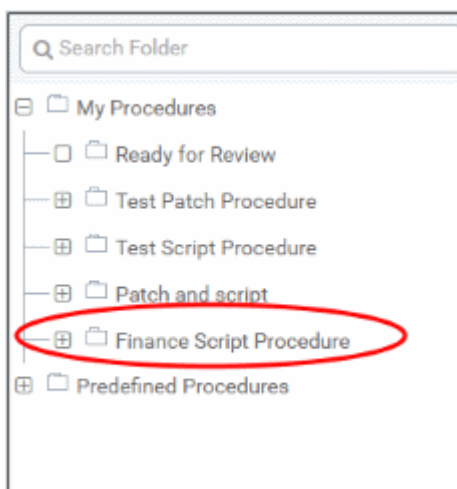 Search Folder
My Procedures
Ready for Review
Test Patch Procedure
Test Script Procedure
Patch and script
Finance Script Procedure
Predefined Procedures